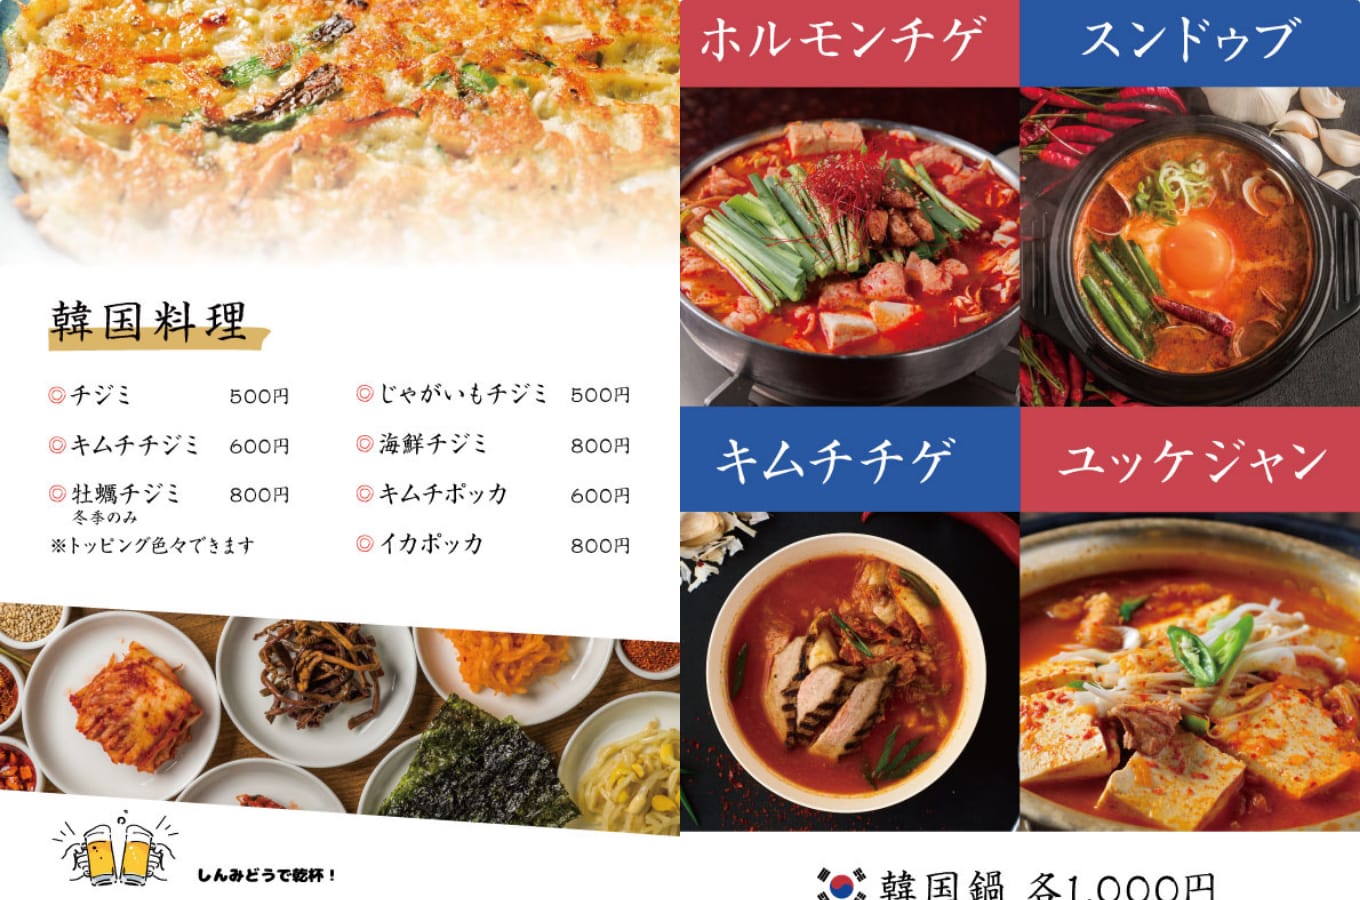 韓国料理
◎チジミ 500円
◎キムチチジミ 600円
◎牡蠣チジミ 800円
冬季のみ
※トッピング色々できます
◎じゃがいもチジミ 500円
◎海鮮チジミ 800円
◎キムチポッカ 600円
◎イカポッカ 800円
しんみどうで乾杯！
ホルモンチゲ
スンドゥブ
キムチチゲ
ユッケジャン
韓国鍋 各1,000円